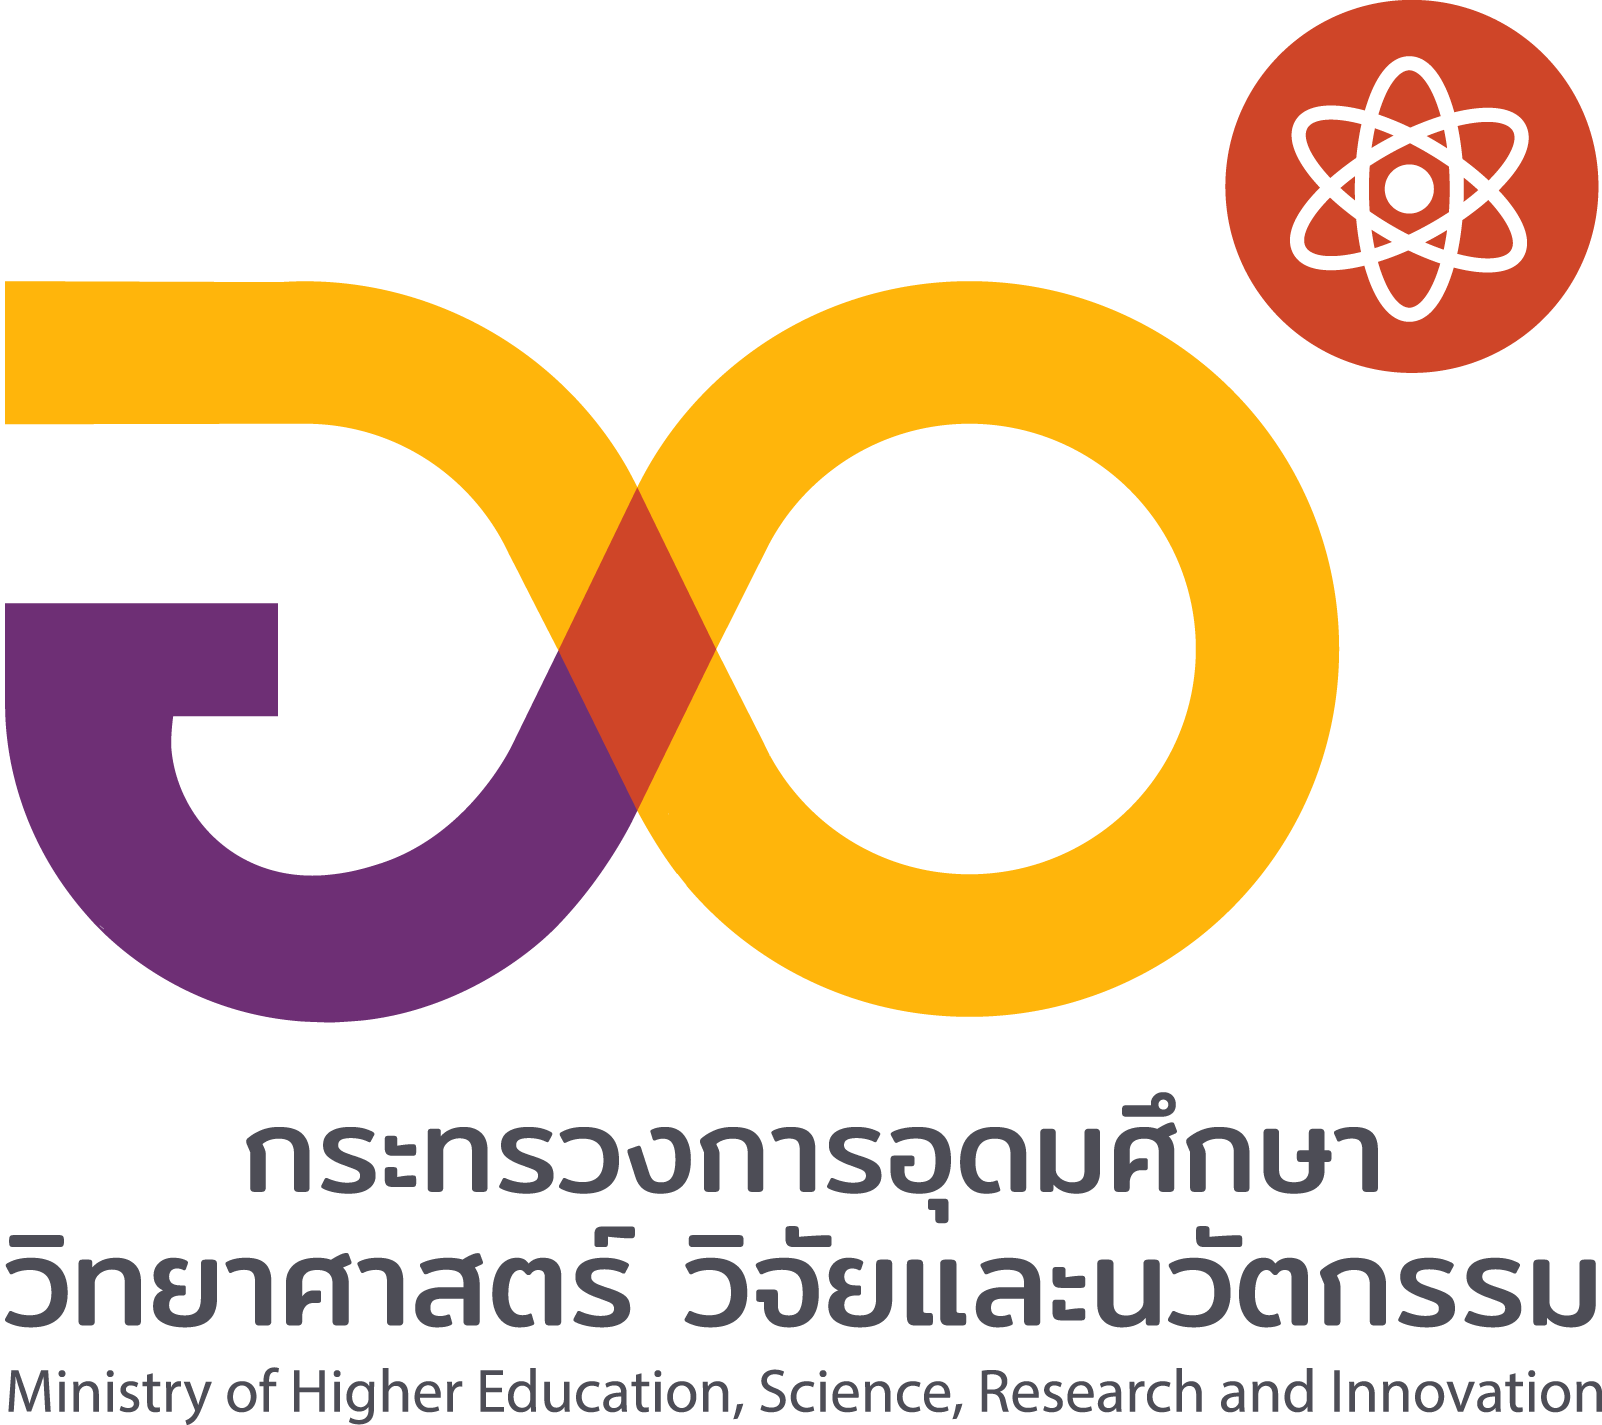 กระทรวงการอุดมศึกษา
วิทยาศาสตร์ วิจัยและนวัตกรรม
Ministry of Higher Education, Science, Research and Innovation